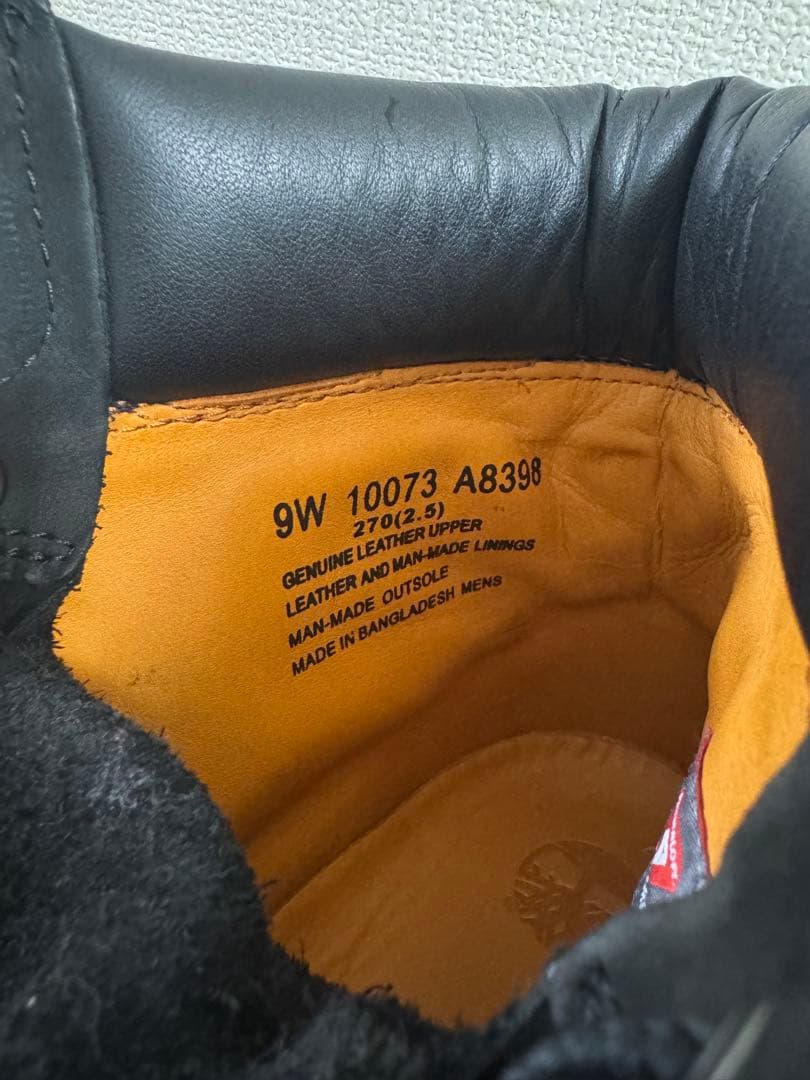 9W 10073 A8398
270(2.5)
GENUINE LEATHER UPPER
LEATHER AND MAN-MADE LININGS
MAN-MADE OUTSOLE
MADE IN BANGLADESH MENS